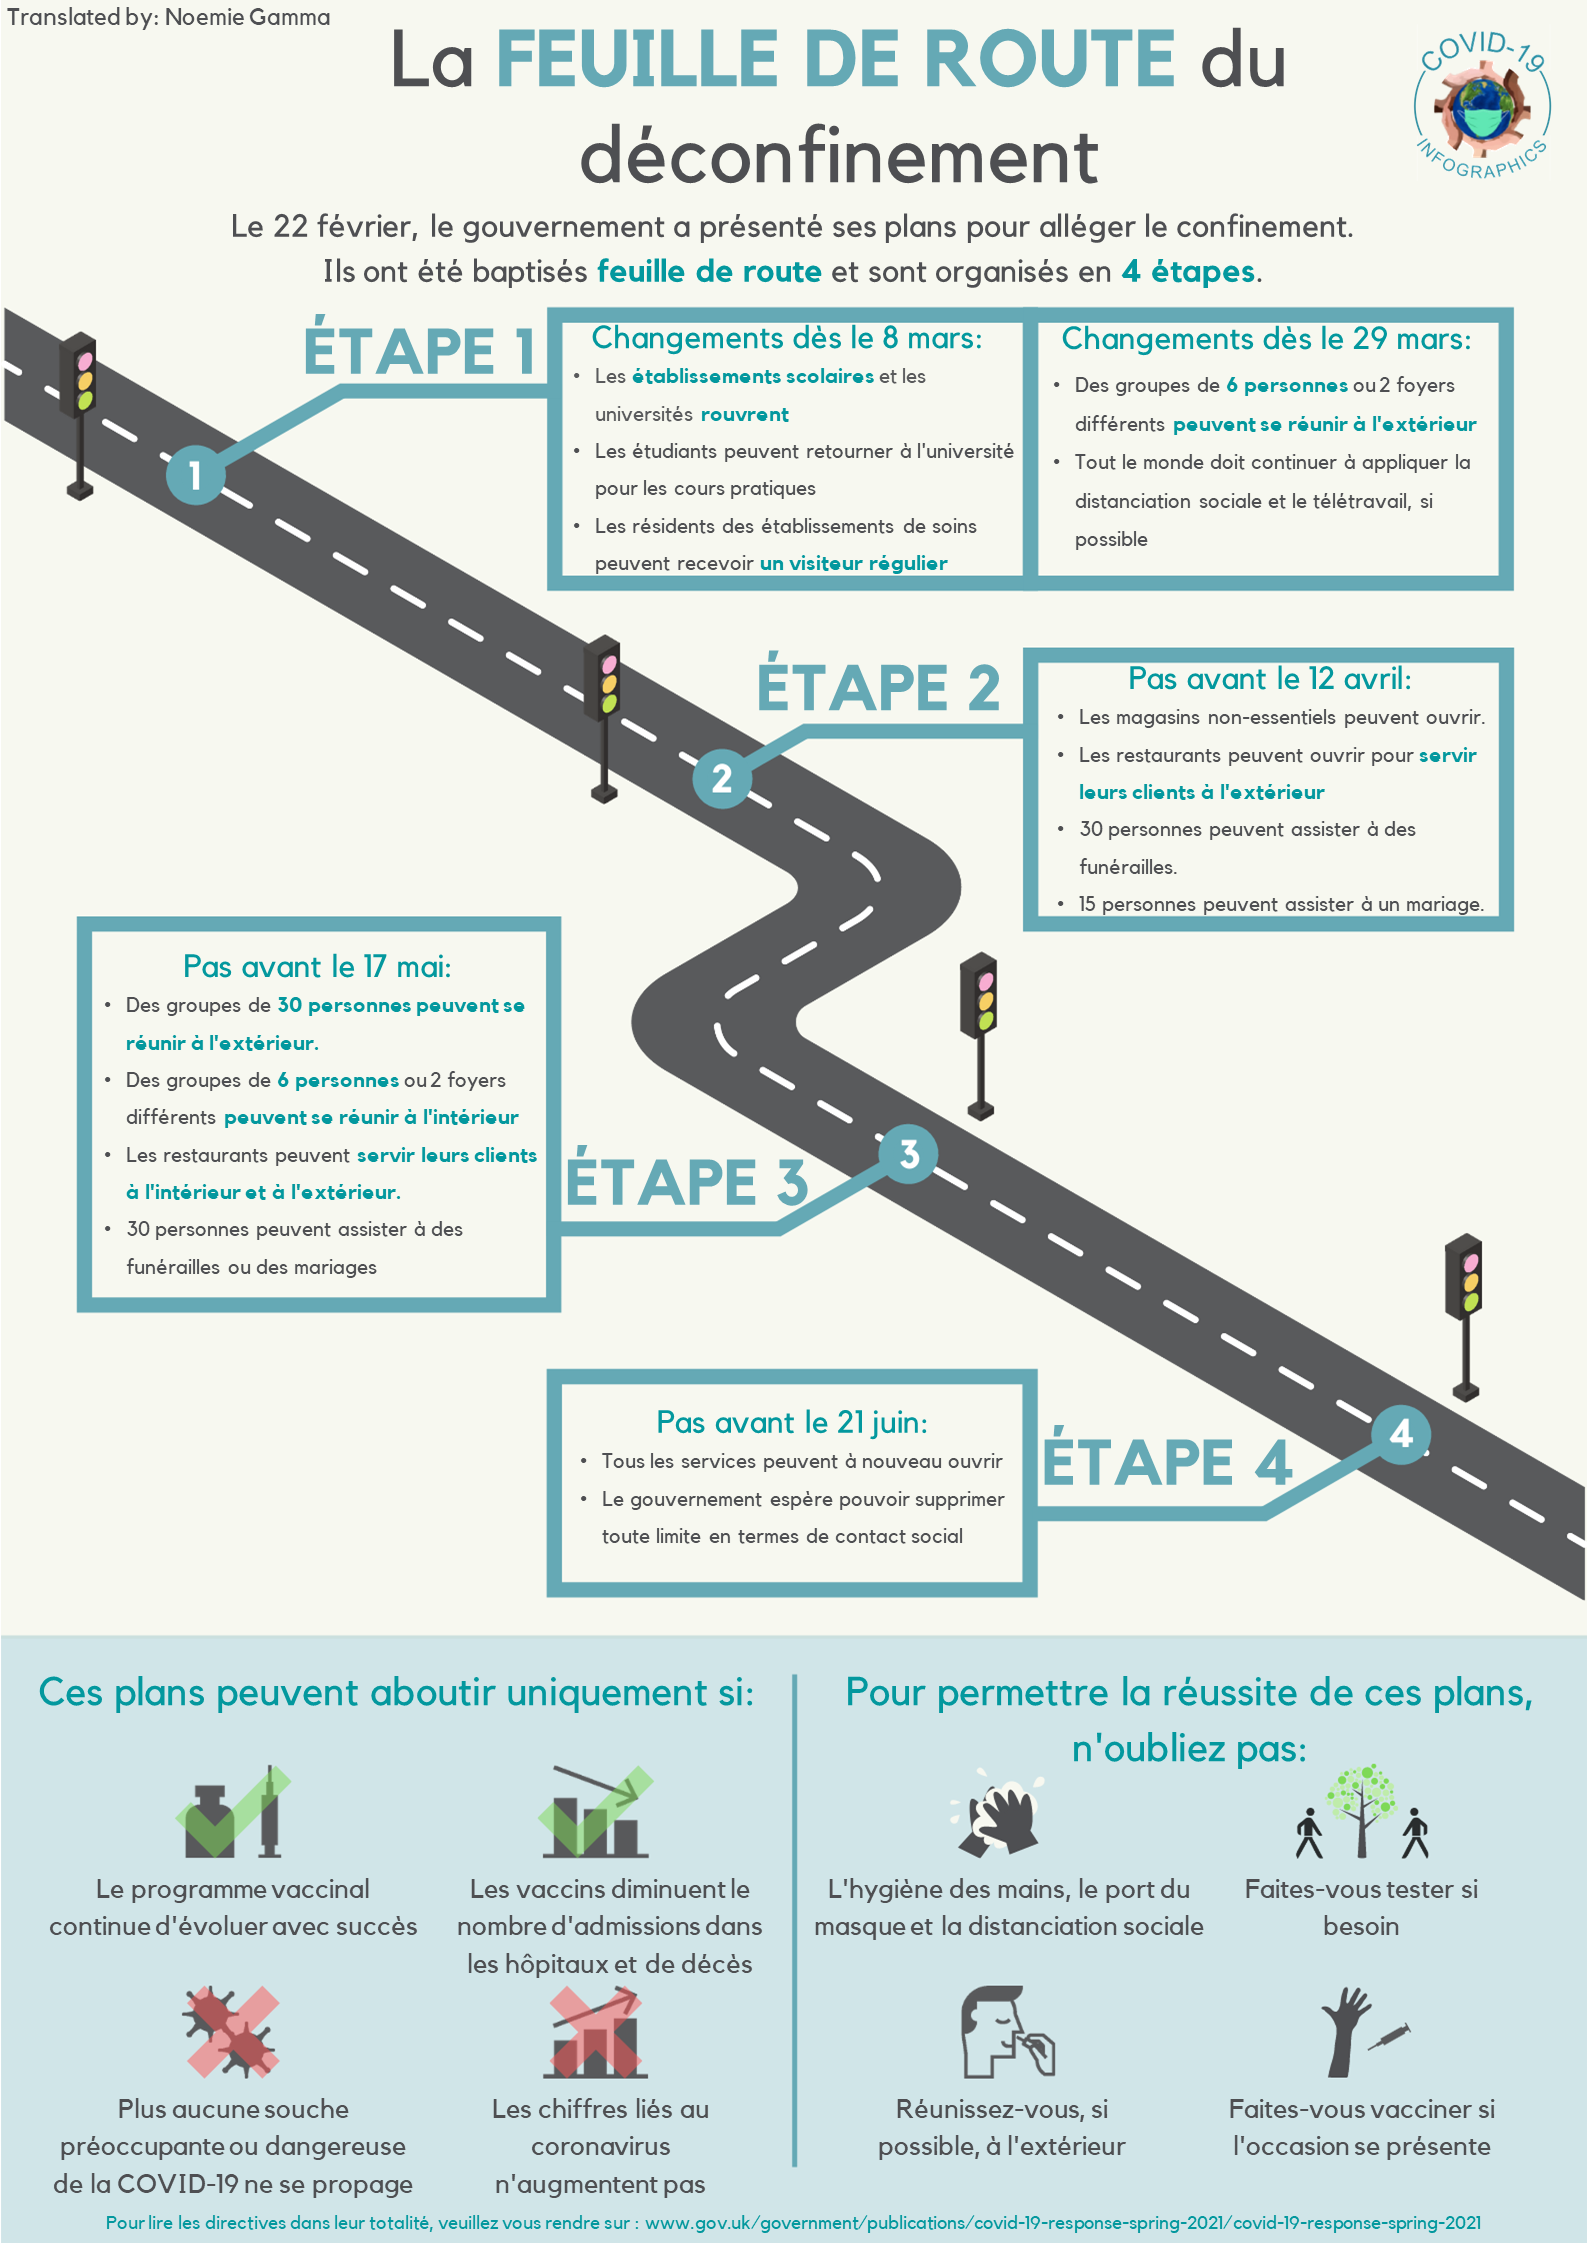 Translated by: Noemie Gamma
La FEUILLE DE ROUTE du
déconfinement
COVID-19
INFOGRAPHICS
Le 22 février, le gouvernement a présenté ses plans pour alléger le confinement.
Ils ont été baptisés feuille de route et sont organisés en 4 étapes.
ÉTAPE 1
1
Changements dès le 8 mars:
• Les établissements scolaires et les
universités rouvrent
• Les étudiants peuvent retourner à l'université
pour les cours pratiques
• Les résidents des établissements de soins
peuvent recevoir un visiteur régulier
Changements dès le 29 mars:
• Des groupes de 6 personnes ou 2 foyers
différents peuvent se réunir à l'extérieur
• Tout le monde doit continuer à appliquer la
distanciation sociale et le télétravail, si
possible
ÉTAPE 2
2
Pas avant le 12 avril:
• Les magasins non-essentiels peuvent ouvrir.
• Les restaurants peuvent ouvrir pour servir
leurs clients à l'extérieur
• 30 personnes peuvent assister à des
funérailles.
• 15 personnes peuvent assister à un mariage.
Pas avant le 17 mai:
• Des groupes de 30 personnes peuvent se
réunir à l'extérieur.
• Des groupes de 6 personnes ou 2 foyers
différents peuvent se réunir à l'intérieur
• Les restaurants peuvent servir leurs clients
à l'intérieur et à l'extérieur.
• 30 personnes peuvent assister à des
funérailles ou des mariages
ÉTAPE 3
3
Pas avant le 21 juin:
• Tous les services peuvent à nouveau ouvrir
• Le gouvernement espère pouvoir supprimer
toute limite en termes de contact social
ÉTAPE 4
4
Ces plans peuvent aboutir uniquement si:
Le programme vaccinal
continue d'évoluer avec succès
Les vaccins diminuent le
nombre d'admissions dans
les hôpitaux et de décès
Plus aucune souche
préoccupante ou dangereuse
de la COVID-19 ne se propage
Les chiffres liés au
coronavirus
n'augmentent pas
Pour permettre la réussite de ces plans,
n'oubliez pas:
L'hygiène des mains, le port du
masque et la distanciation sociale
Faites-vous tester si
besoin
Réunissez-vous, si
possible, à l'extérieur
Faites-vous vacciner si
l'occasion se présente
Pour lire les directives dans leur totalité, veuillez vous rendre sur : www.gov.uk/government/publications/covid-19-response-spring-2021/covid-19-response-spring-2021